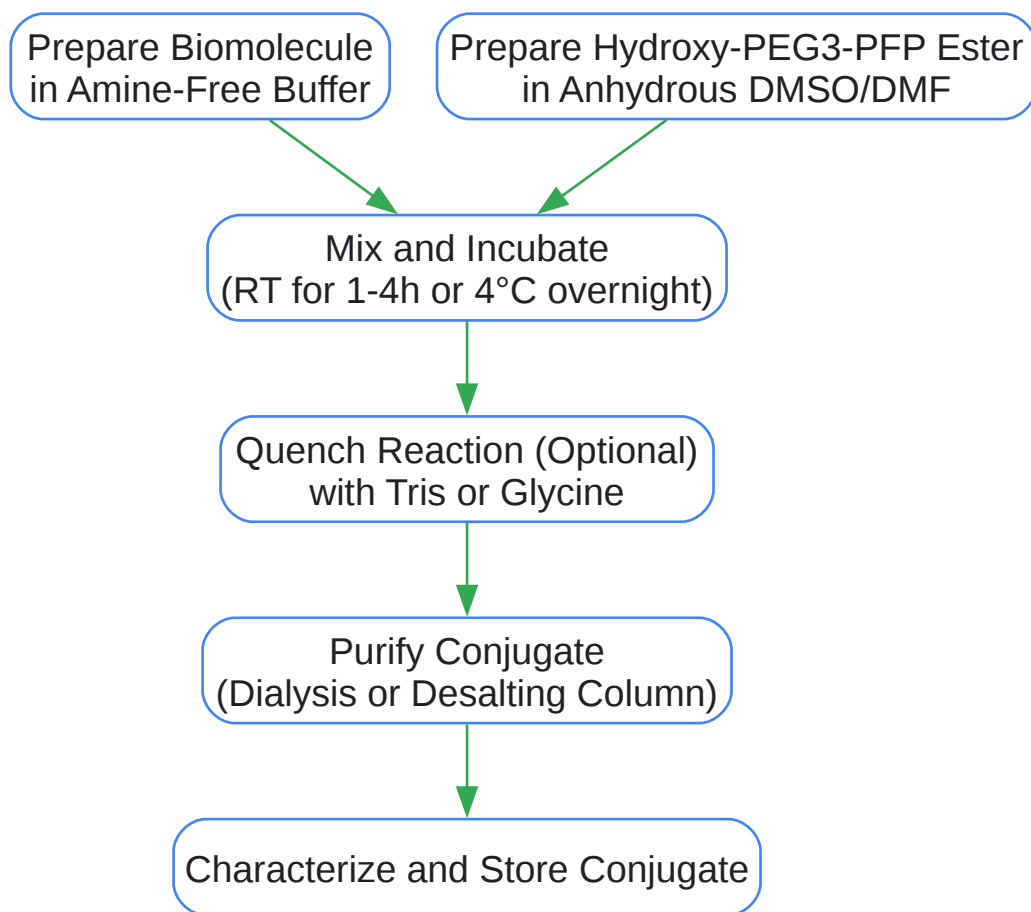 Prepare Biomolecule
in Amine-Free Buffer
Prepare Hydroxy-PEG3-PFP Ester
in Anhydrous DMSO/DMF
Mix and Incubate
(RT for 1-4h or 4°C overnight)
Quench Reaction (Optional)
with Tris or Glycine
Purify Conjugate
(Dialysis or Desalting Column)
Characterize and Store Conjugate